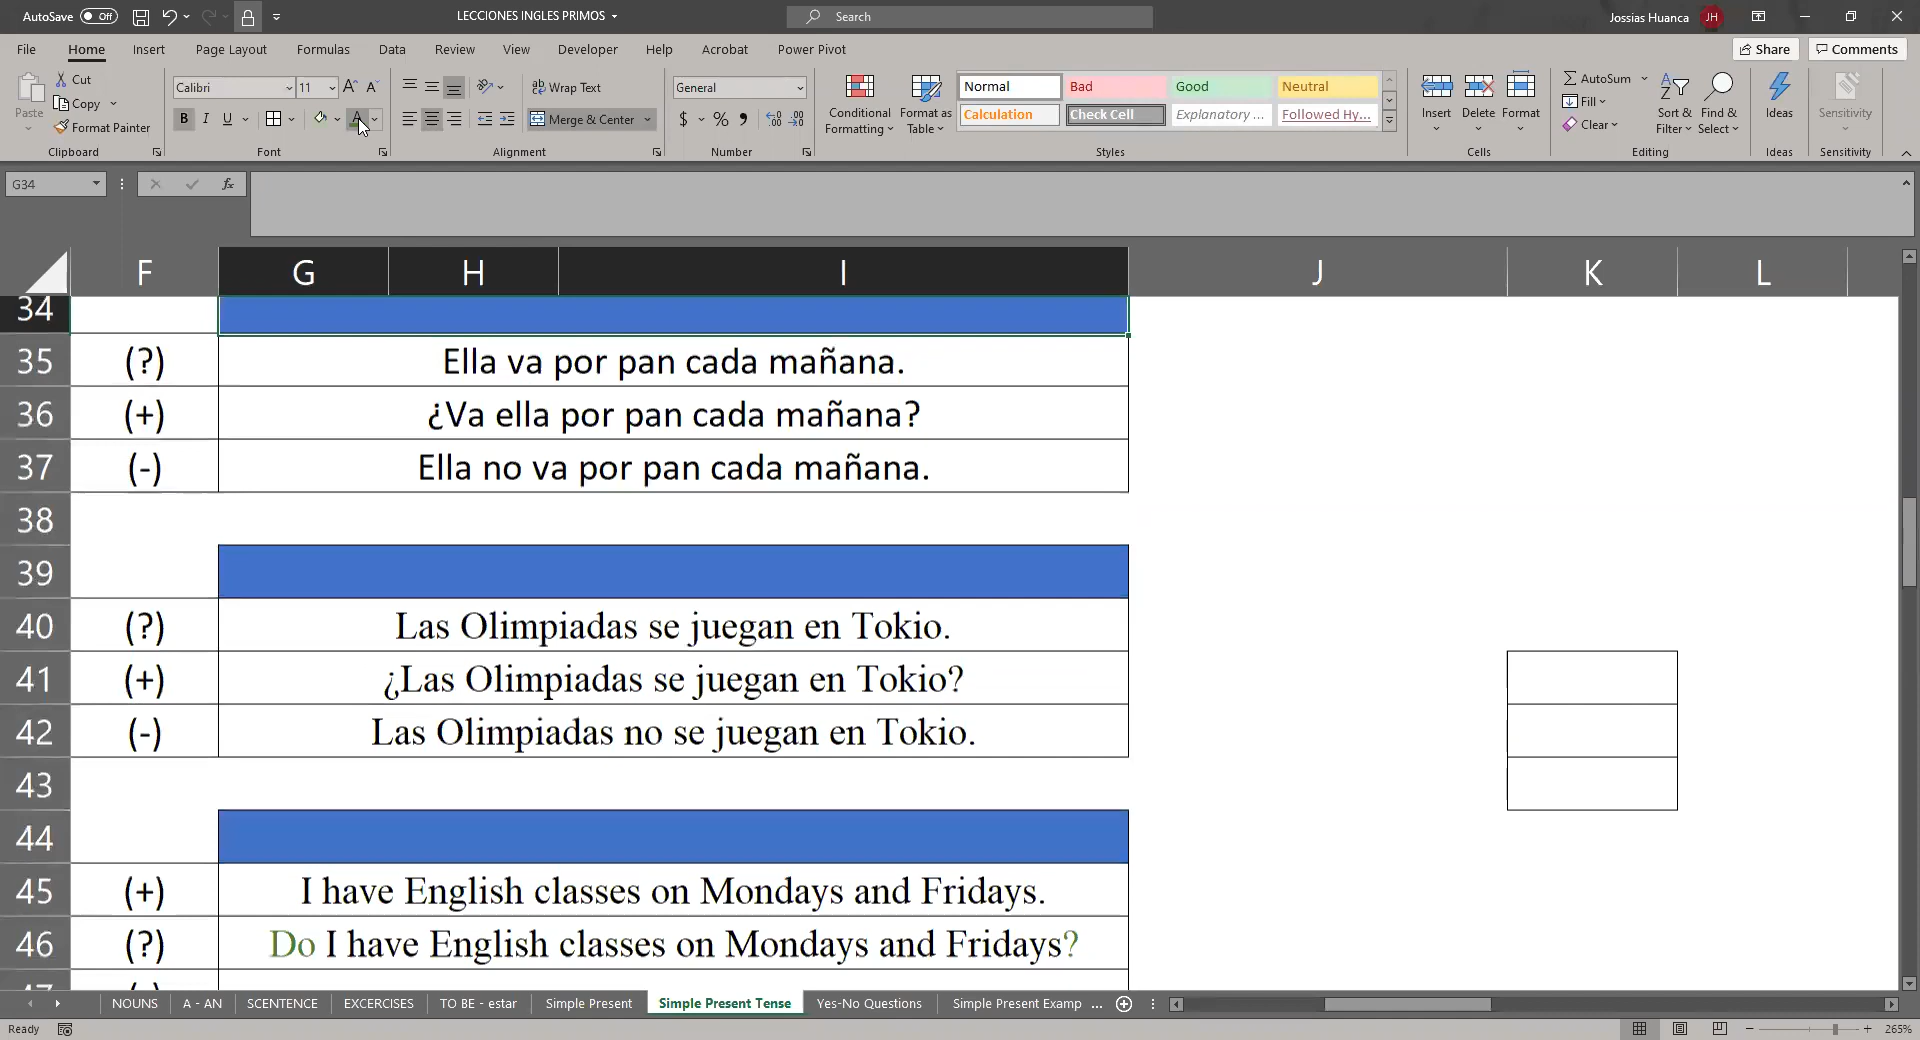 AutoSave Off LECCIONES INGLES PRIMOS Search Jossias Huanca JH
File Home Insert Page Layout Formulas Data Review View Developer Help Acrobat Power Pivot Share Comments
Cut
Copy
Format Painter
Paste
Calibri 11
B I U
Wrap Text
Merge & Center
General
$ % 9
Conditional Formatting
Format as Table
Normal Bad Good Neutral
Calculation Check Cell Explanatory ... Followed Hy...
Insert Delete Format
AutoSum
Fill
Clear
Sort & Filter
Find & Select
Ideas
Sensitivity
Clipboard Font Alignment Number Styles Cells Editing Ideas Sensitivity
G34 fx
F G H I J K L
34
35 (?) Ella va por pan cada mañana.
36 (+) ¿Va ella por pan cada mañana?
37 (-) Ella no va por pan cada mañana.
38
39
40 (?) Las Olimpiadas se juegan en Tokio.
41 (+) ¿Las Olimpiadas se juegan en Tokio?
42 (-) Las Olimpiadas no se juegan en Tokio.
43
44
45 (+) I have English classes on Mondays and Fridays.
46 (?) Do I have English classes on Mondays and Fridays?
NOUNS A - AN SCENTENCE EXCERCISES TO BE - estar Simple Present Simple Present Tense Yes-No Questions Simple Present Examp ...
Ready 265%